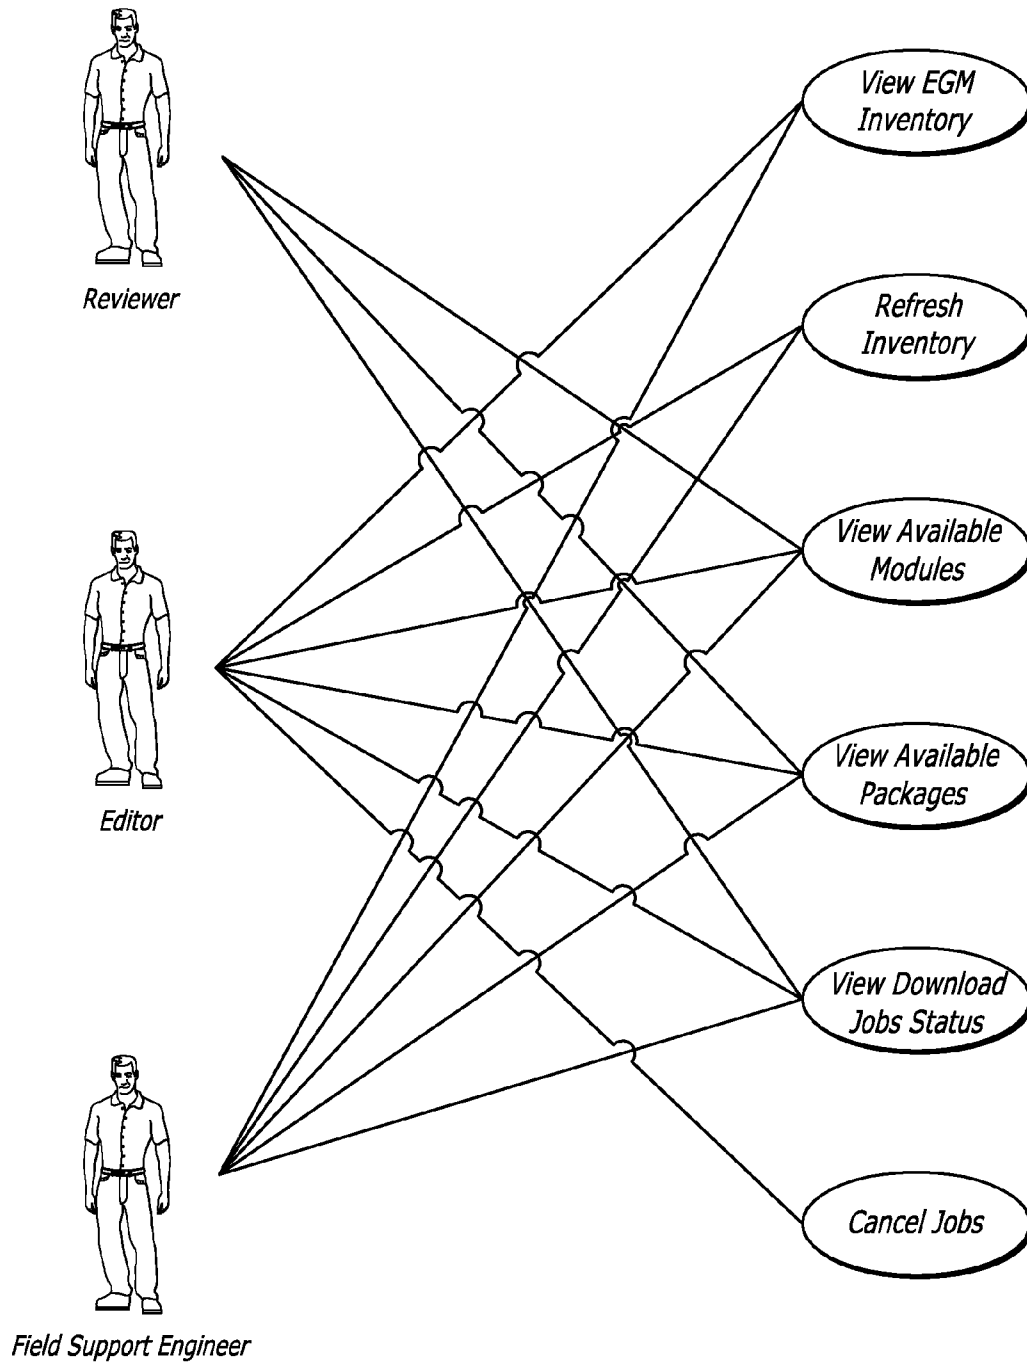 Reviewer
Editor
Field Support Engineer
View EGM
Inventory
Refresh
Inventory
View Available
Modules
View Available
Packages
View Download
Jobs Status
Cancel Jobs